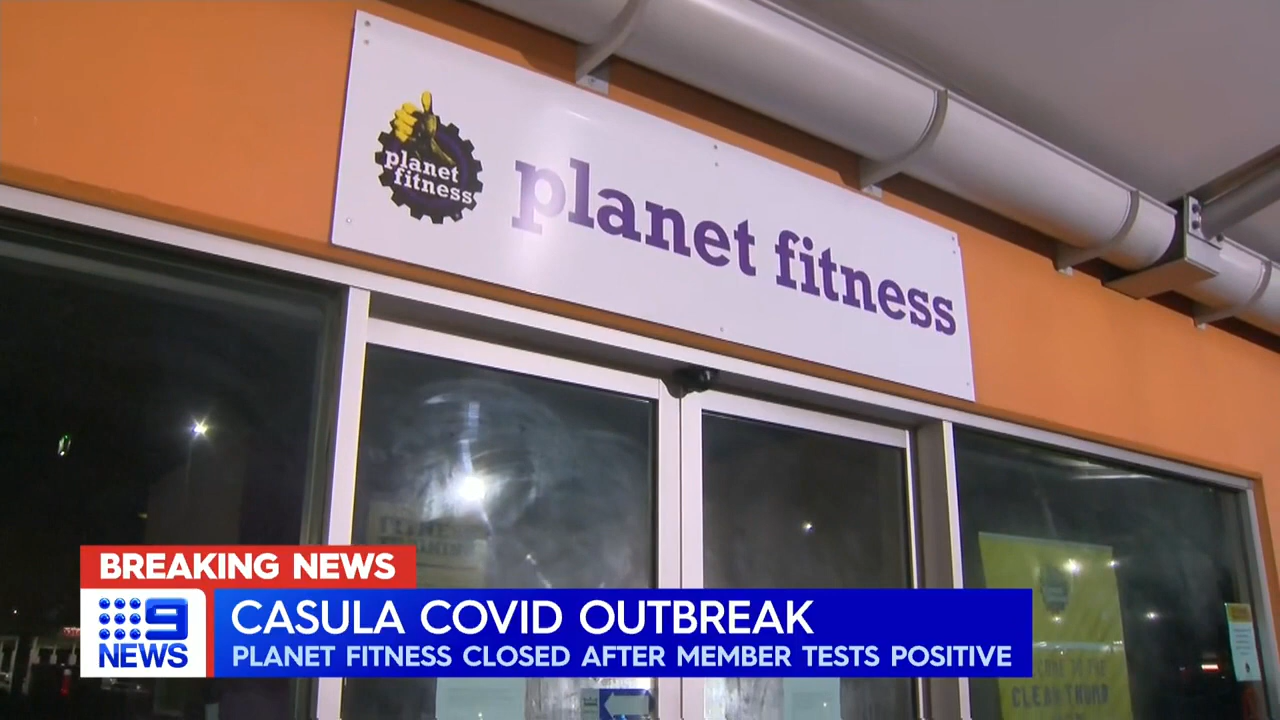 planet
fitness
planet fitness
CLEAN THUMB
BREAKING NEWS
9
NEWS
CASULA COVID OUTBREAK
PLANET FITNESS CLOSED AFTER MEMBER TESTS POSITIVE